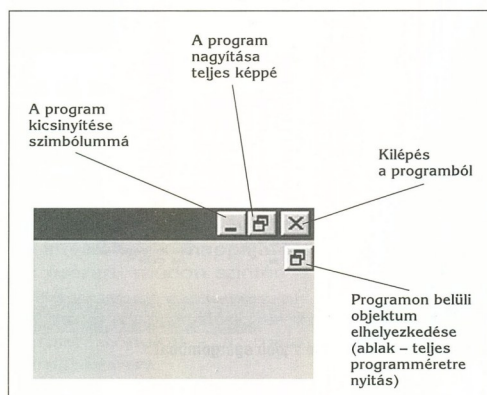 A program
nagyítása
teljes képpé
A program
kicsinyítése
szimbólummá
Kilépés
a programból
Programon belüli
objektum
elhelyezkedése
(ablak – teljes
programméretre
nyitás)